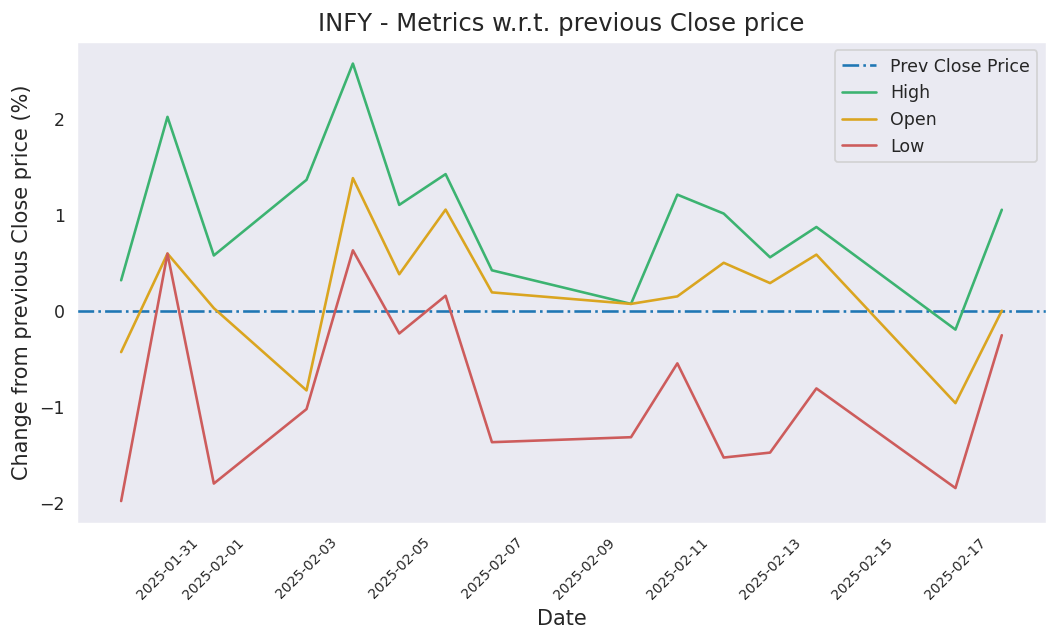 INFY - Metrics w.r.t. previous Close price
Prev Close Price
High
Open
Low
Change from previous Close price (%)
2
1
0
−1
−2
2025-01-31
2025-02-01
2025-02-03
2025-02-05
2025-02-07
2025-02-09
2025-02-11
2025-02-13
2025-02-15
2025-02-17
Date